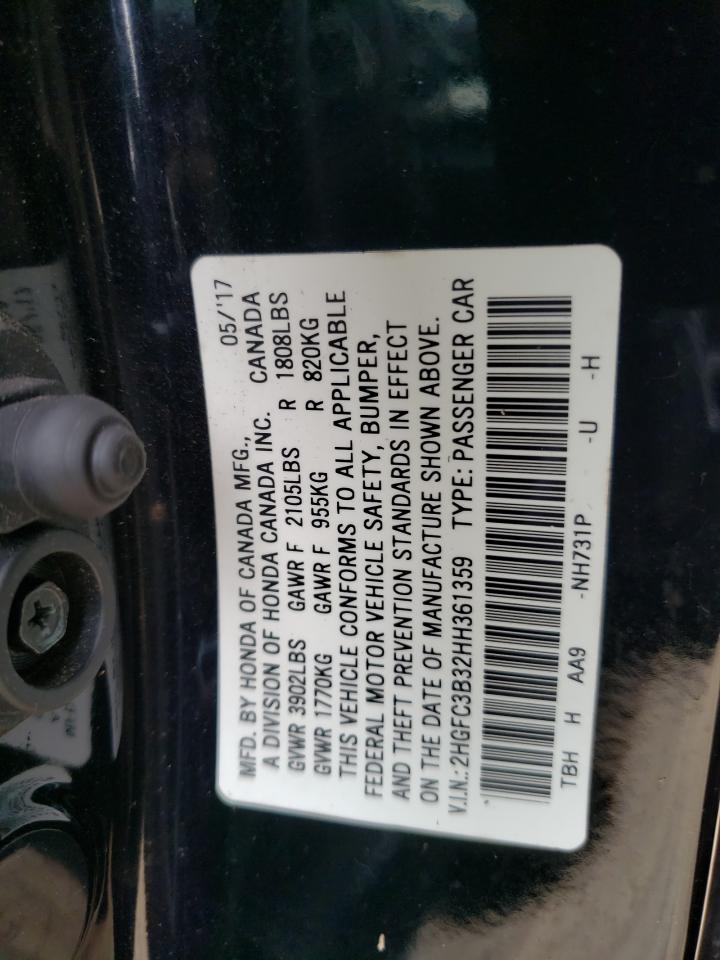 MFD. BY HONDA OF CANADA MFG., 05/'17
A DIVISION OF HONDA CANADA INC. CANADA
GVWR 3902LBS GAWR F 2105LBS R 1808LBS
GVWR 1770KG GAWR F 955KG R 820KG
THIS VEHICLE CONFORMS TO ALL APPLICABLE
FEDERAL MOTOR VEHICLE SAFETY, BUMPER,
AND THEFT PREVENTION STANDARDS IN EFFECT
ON THE DATE OF MANUFACTURE SHOWN ABOVE.
V.I.N.: 2HGFC3B32HH361359 TYPE: PASSENGER CAR
TBH H AA9 -NH731P -U -H